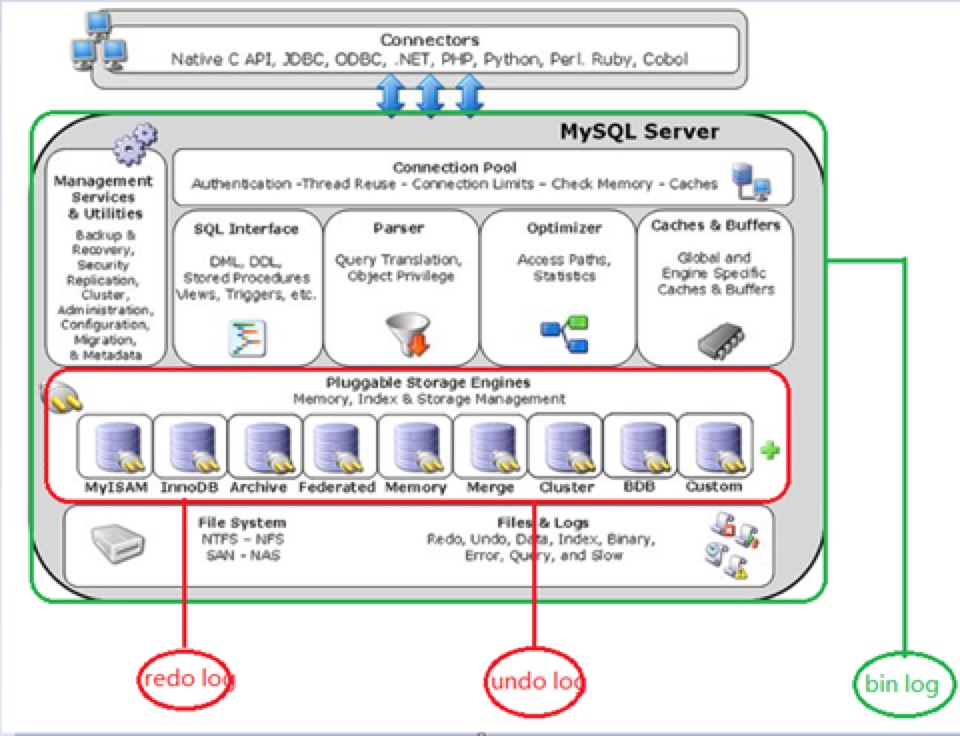 Connectors
Native C API, JDBC, ODBC, .NET, PHP, Python, Perl. Ruby, Cobol
MySQL Server
Management
Services
& Utilities
Backup &
Recovery,
Security
Replication,
Cluster,
Administration,
Configuration,
Migration,
& Metadata
Connection Pool
Authentication -Thread Reuse - Connection Limits - Check Memory - Caches
SQL Interface
DML, DDL,
Stored Procedures
Views, Triggers, etc.
Parser
Query Translation,
Object Privilege
Optimizer
Access Paths,
Statistics
Caches & Buffers
Global and
Engine Specific
Caches & Buffers
Pluggable Storage Engines
Memory, Index & Storage Management
MyISAM InnoDB Archive Federated Memory Merge Cluster BDB Custom
File System
NTFS - NFS
SAN - NAS
Files & Logs
Redo, Undo, Data, Index, Binary,
Error, Query, and Slow
redo log
undo log
bin log